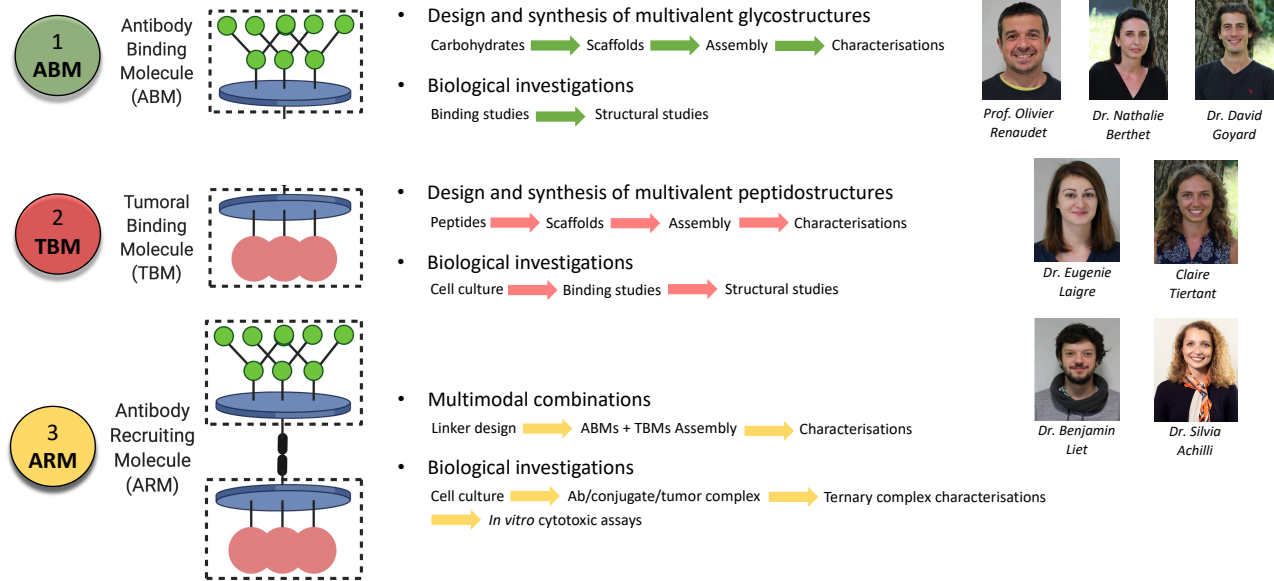 1
ABM
Antibody
Binding
Molecule
(ABM)
• Design and synthesis of multivalent glycostructures
Carbohydrates Scaffolds Assembly Characterisations
• Biological investigations
Binding studies Structural studies
Prof. Olivier
Renaudet
Dr. Nathalie
Berthet
Dr. David
Goyard
2
TBM
Tumoral
Binding
Molecule
(TBM)
• Design and synthesis of multivalent peptidostructures
Peptides Scaffolds Assembly Characterisations
• Biological investigations
Cell culture Binding studies Structural studies
Dr. Eugenie
Laigre
Claire
Tiertant
3
ARM
Antibody
Recruiting
Molecule
(ARM)
• Multimodal combinations
Linker design ABMs + TBMs Assembly Characterisations
• Biological investigations
Cell culture Ab/conjugate/tumor complex Ternary complex characterisations
In vitro cytotoxic assays
Dr. Benjamin
Liet
Dr. Silvia
Achilli